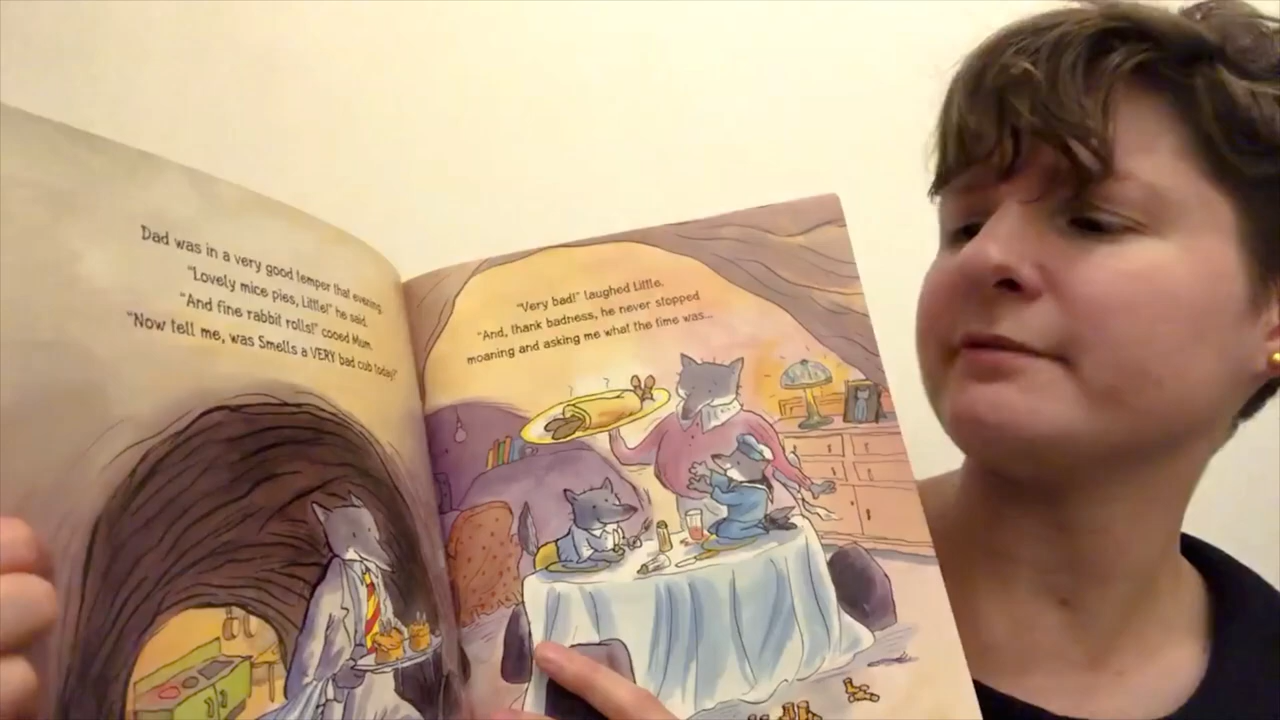 Dad was in a very good temper that evening.
"Lovely mice pies, Little!" he said.
"And fine rabbit rolls!" cooed Mum.
"Now tell me, was Smells a VERY bad cub today?"
"Very bad!" laughed Little.
"And, thank badness, he never stopped
moaning and asking me what the time was...